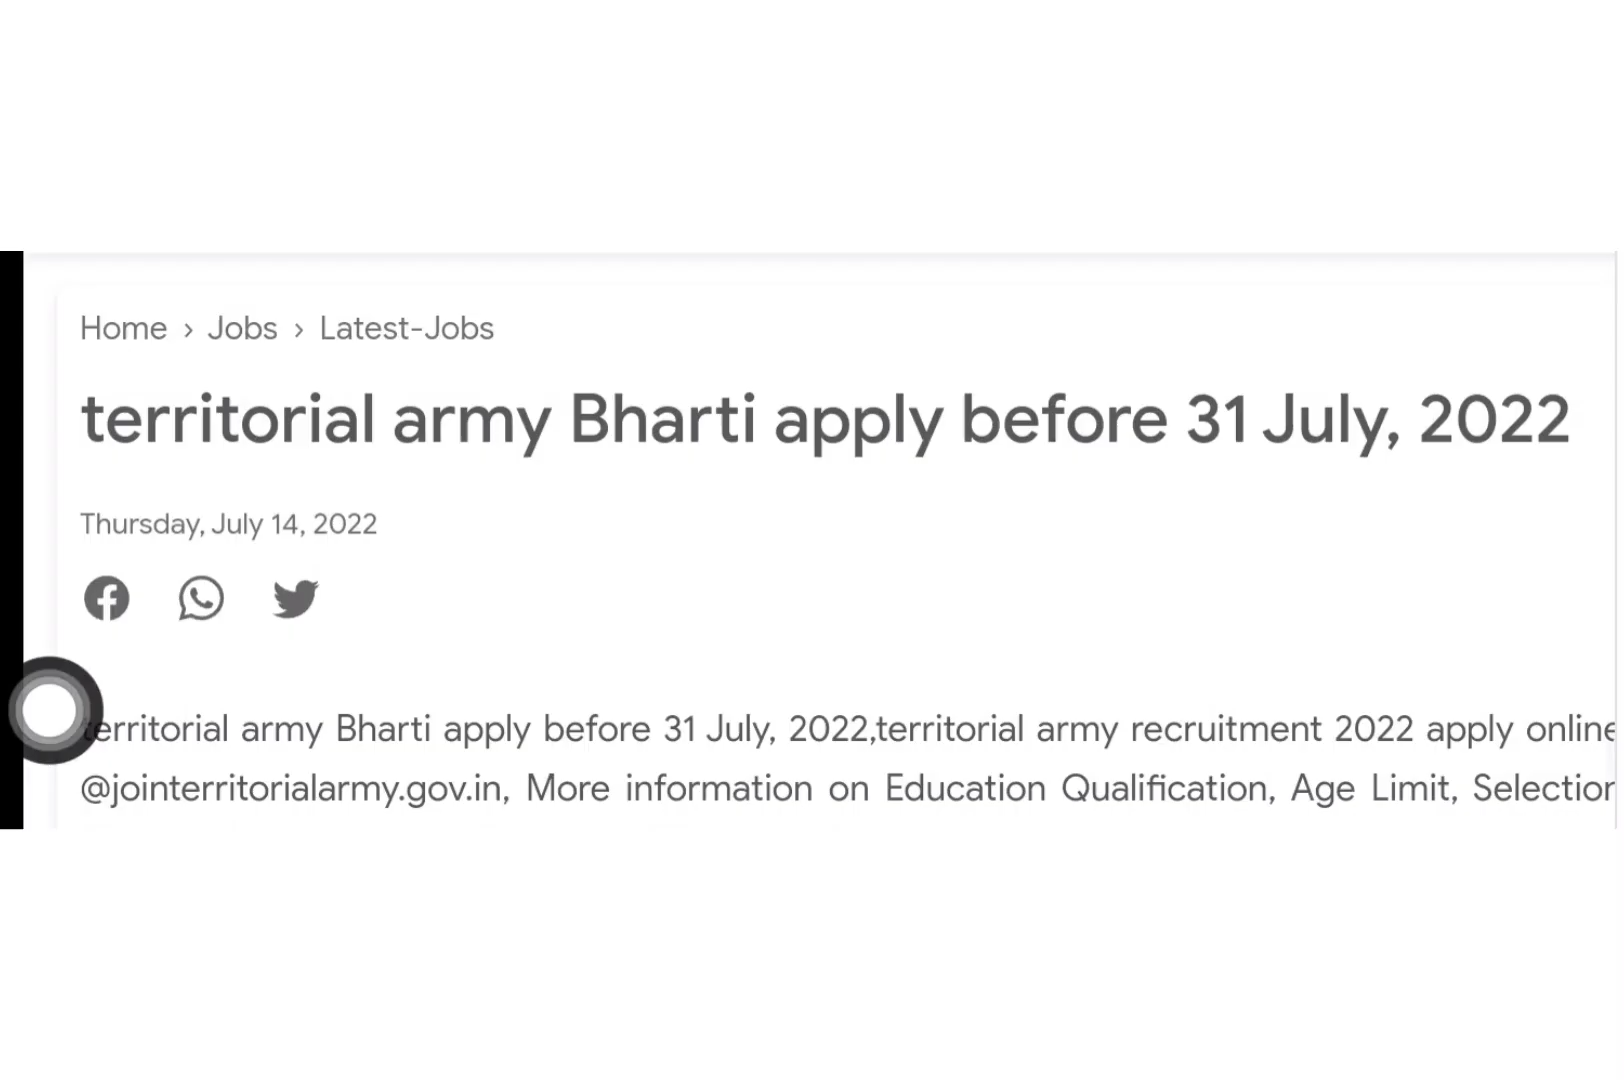 Home › Jobs › Latest-Jobs
territorial army Bharti apply before 31 July, 2022
Thursday, July 14, 2022
territorial army Bharti apply before 31 July, 2022,territorial army recruitment 2022 apply online
@jointerritorialarmy.gov.in, More information on Education Qualification, Age Limit, Selection